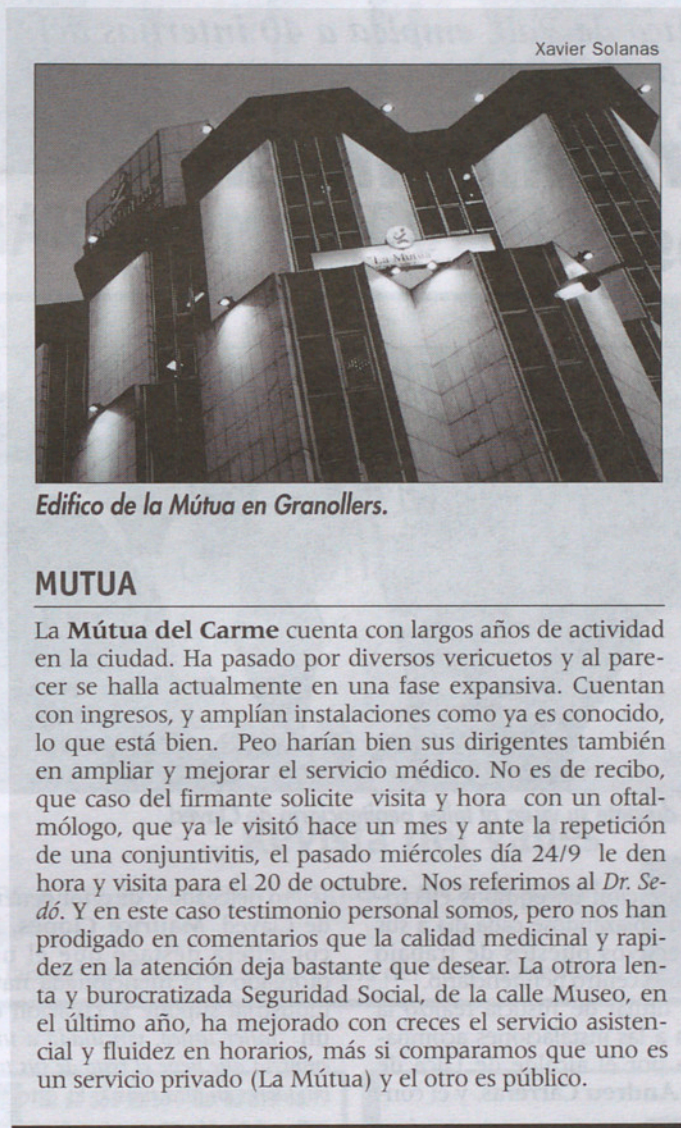 Xavier Solanas
"La Mútua"
Edifico de la Mútua en Granollers.
MUTUA
La Mútua del Carme cuenta con largos años de actividad
en la ciudad. Ha pasado por diversos vericuetos y al pare-
cer se halla actualmente en una fase expansiva. Cuentan
con ingresos, y amplían instalaciones como ya es conocido,
lo que está bien. Peo harían bien sus dirigentes también
en ampliar y mejorar el servicio médico. No es de recibo,
que caso del firmante solicite visita y hora con un oftal-
mólogo, que ya le visitó hace un mes y ante la repetición
de una conjuntivitis, el pasado miércoles día 24/9 le den
hora y visita para el 20 de octubre. Nos referimos al Dr. Se-
dó. Y en este caso testimonio personal somos, pero nos han
prodigado en comentarios que la calidad medicinal y rapi-
dez en la atención deja bastante que desear. La otrora len-
ta y burocratizada Seguridad Social, de la calle Museo, en
el último año, ha mejorado con creces el servicio asisten-
cial y fluidez en horarios, más si comparamos que uno es
un servicio privado (La Mútua) y el otro es público.